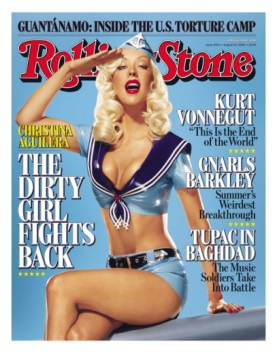 GUANTÁNAMO: INSIDE THE U.S. TORTURE CAMP
Rolling Stone
KURT
VONNEGUT
"This Is the End
of the World"
CHRISTINA
AGUILERA
THE
DIRTY
GIRL
FIGHTS
BACK
GNARLS
BARKLEY
Summer's
Weirdest
Breakthrough
TUPAC IN
BAGHDAD
The Music
Soldiers Take
Into Battle